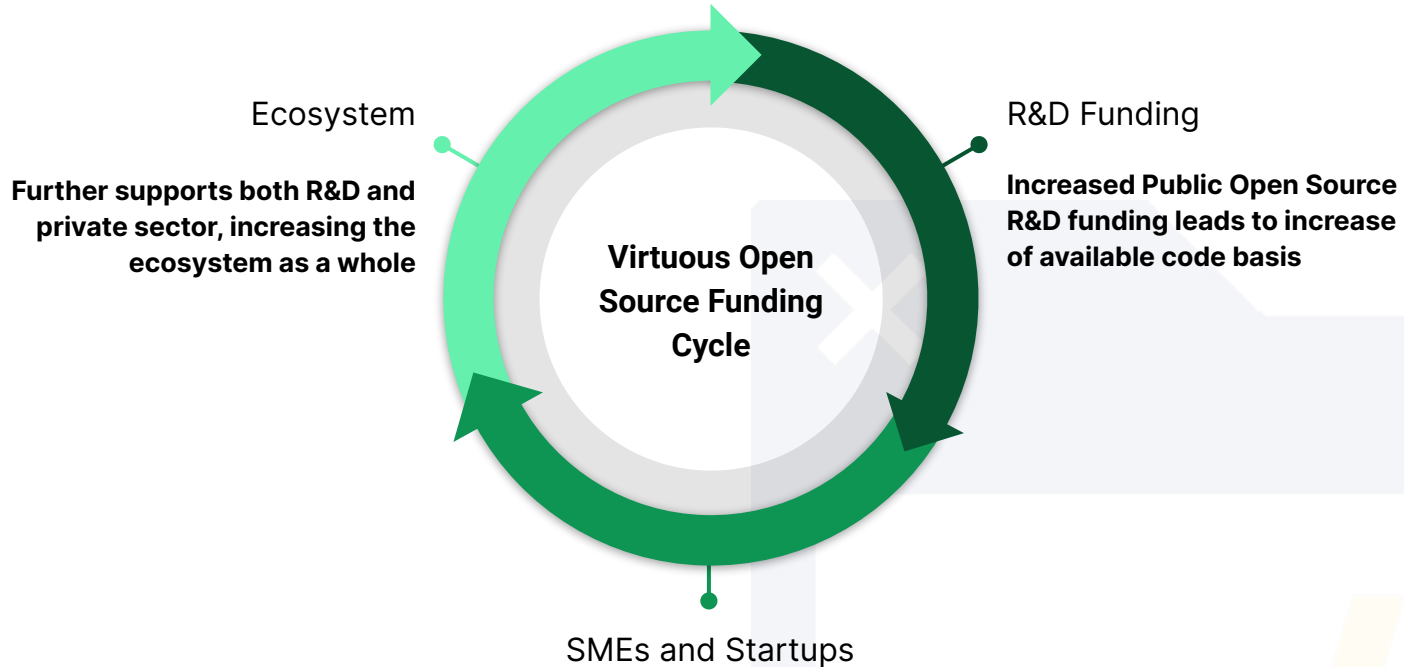 Ecosystem
Further supports both R&D and
private sector, increasing the
ecosystem as a whole
Virtuous Open
Source Funding
Cycle
R&D Funding
Increased Public Open Source
R&D funding leads to increase
of available code basis
SMEs and Startups